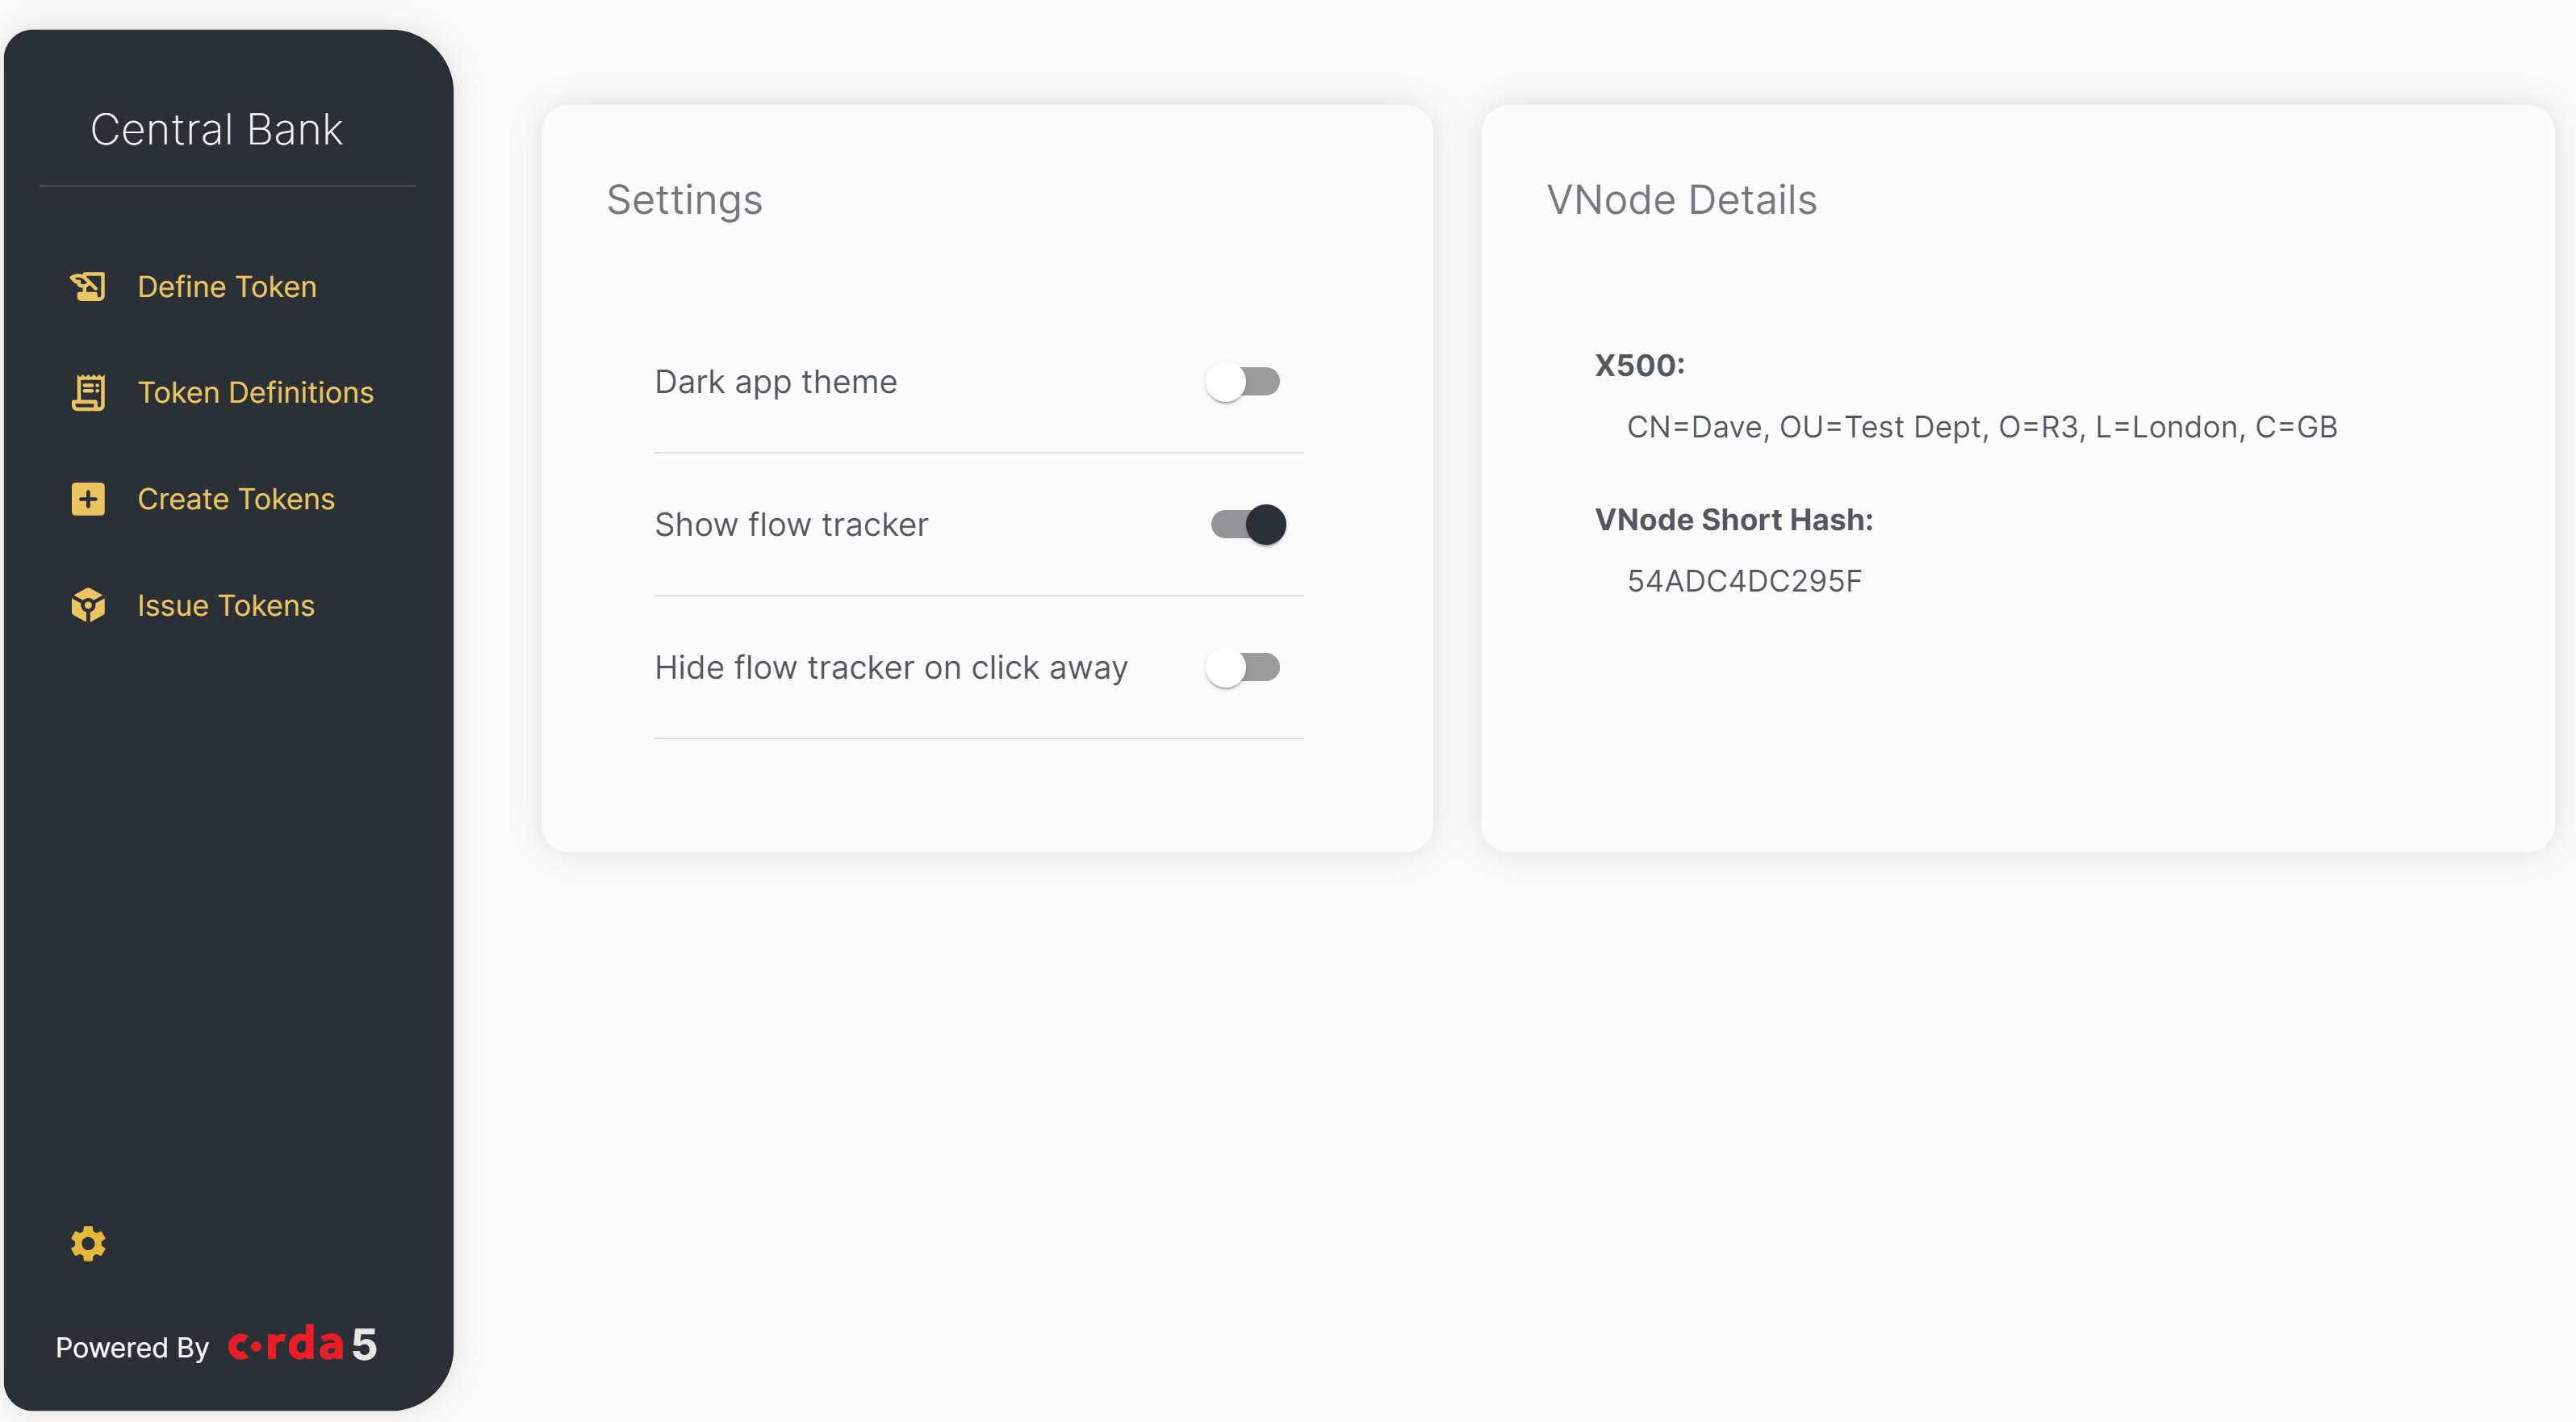 Central Bank
Define Token
Token Definitions
Create Tokens
Issue Tokens
Powered By corda 5
Settings
Dark app theme
Show flow tracker
Hide flow tracker on click away
VNode Details
X500:
CN=Dave, OU=Test Dept, O=R3, L=London, C=GB
VNode Short Hash:
54ADC4DC295F